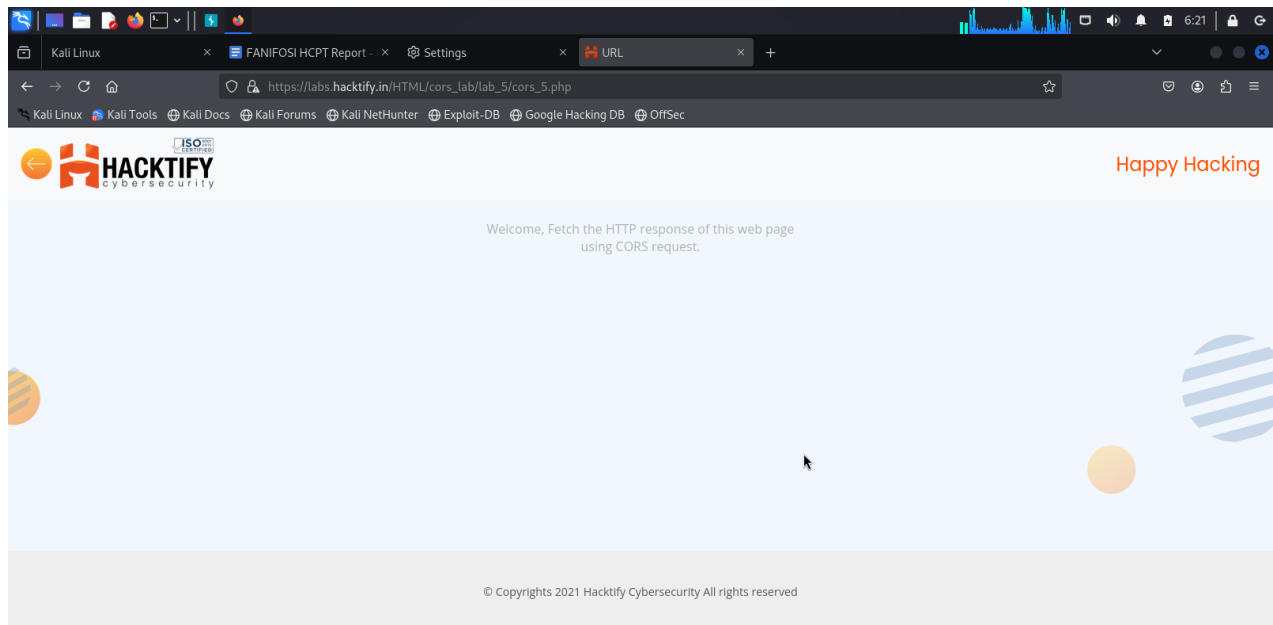 6:21
Kali Linux
FANIFOSI HCPT Report -
Settings
URL
https://labs.hacktify.in/HTML/cors_lab/lab_5/cors_5.php
Kali Linux Kali Tools Kali Docs Kali Forums Kali NetHunter Exploit-DB Google Hacking DB OffSec
ISO
CERTIFIED
HACKTIFY
cybersecurity
Happy Hacking
Welcome, Fetch the HTTP response of this web page
using CORS request.
© Copyrights 2021 Hacktify Cybersecurity All rights reserved